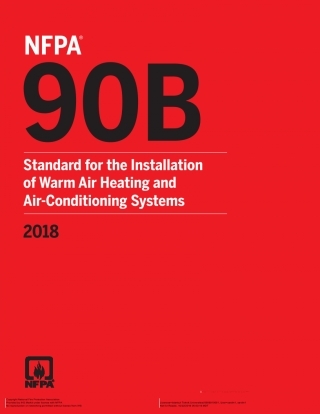 NFPA®
90B
Standard for the Installation
of Warm Air Heating and
Air-Conditioning Systems
2018
NFPA®